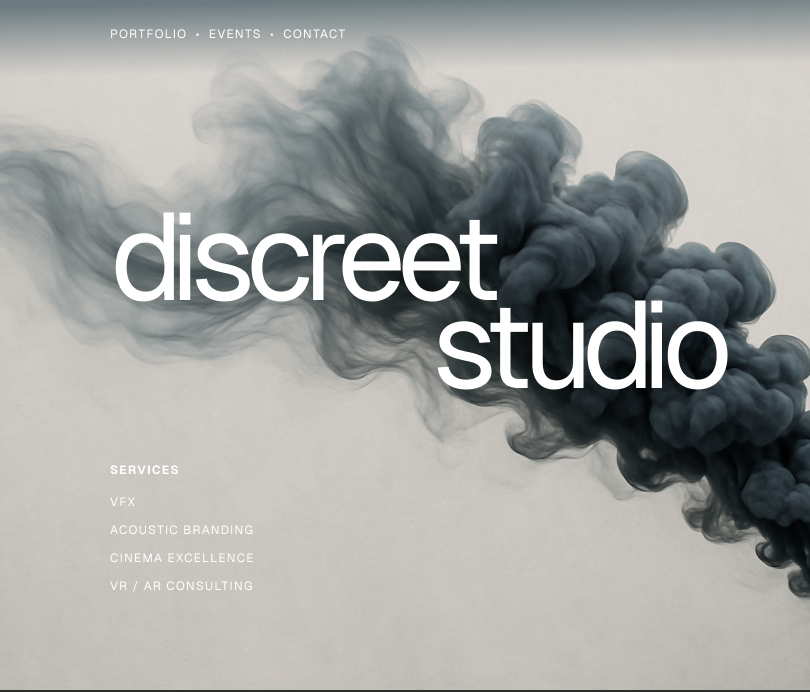 PORTFOLIO • EVENTS • CONTACT
discreet
studio
SERVICES
VFX
ACOUSTIC BRANDING
CINEMA EXCELLENCE
VR / AR CONSULTING